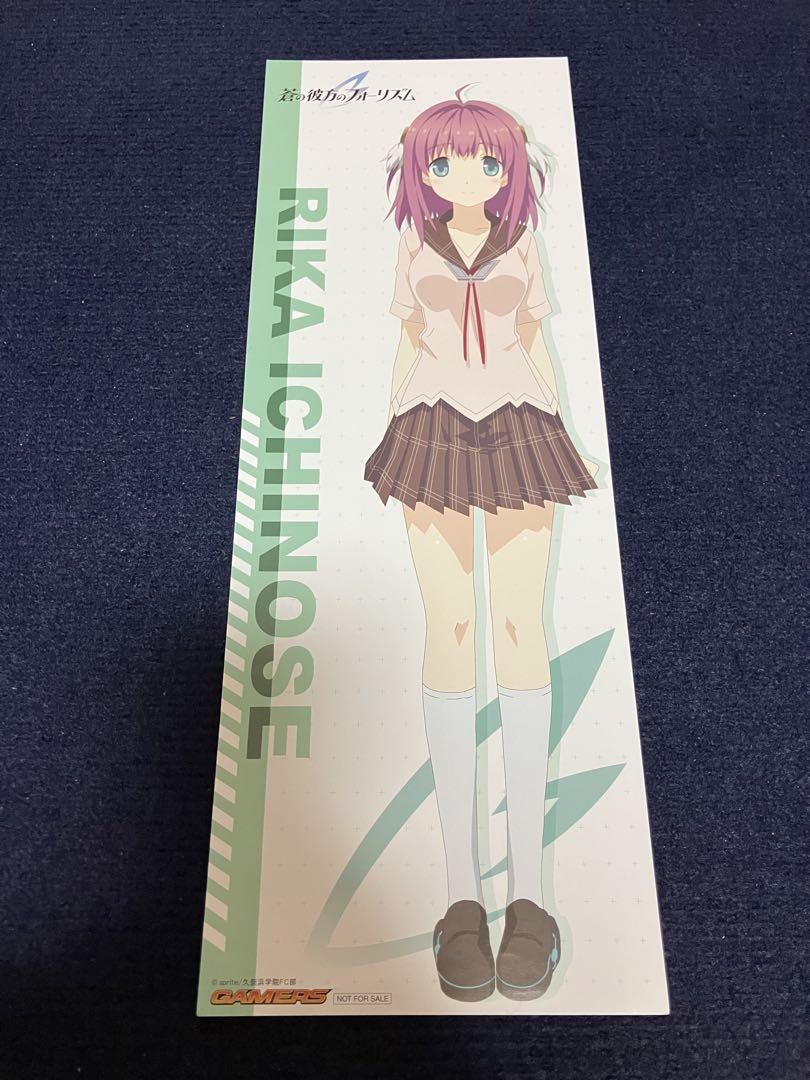 蒼の彼方のフォーリズム
RIKA ICHINOSE
© sprite/久奈浜学院FC部
GAMERS
NOT FOR SALE